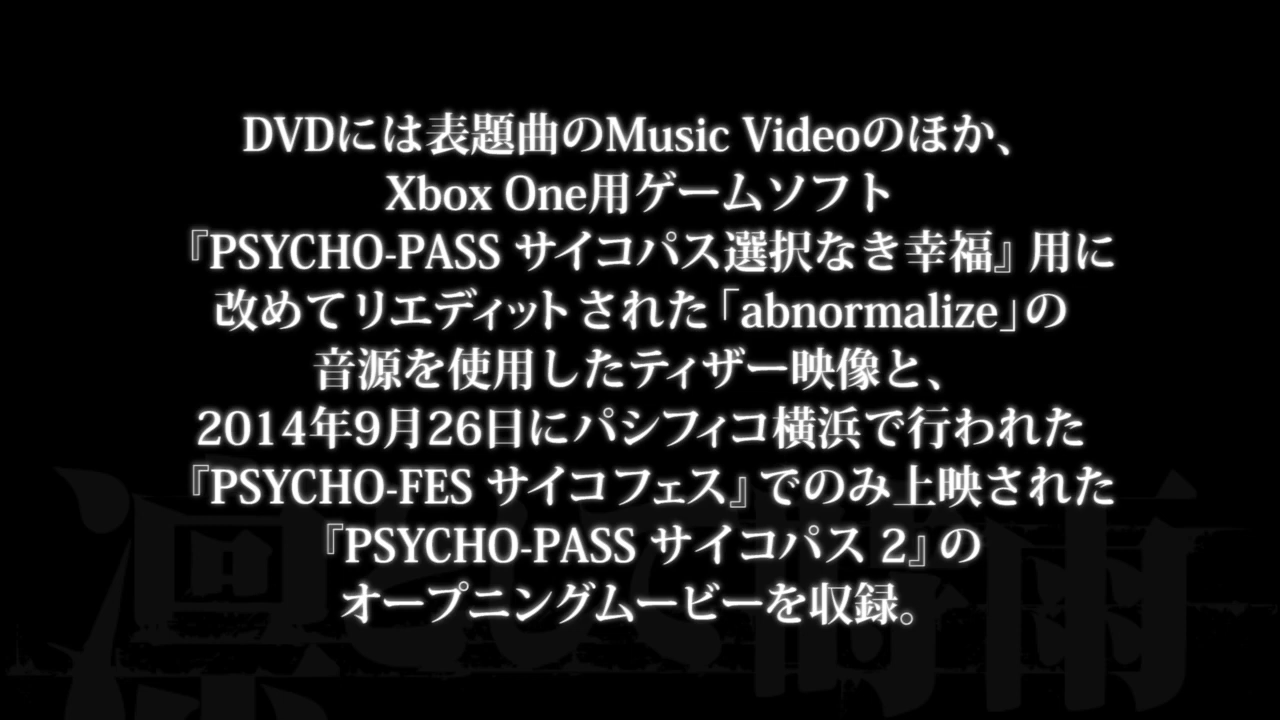 DVDには表題曲のMusic Videoのほか、
Xbox One用ゲームソフト
『PSYCHO-PASS サイコパス選択なき幸福』用に
改めてリエディットされた「abnormalize」の
音源を使用したティザー映像と、
2014年9月26日にパシフィコ横浜で行われた
『PSYCHO-FES サイコフェス』でのみ上映された
『PSYCHO-PASS サイコパス 2』の
オープニングムービーを収録。
凛として時雨